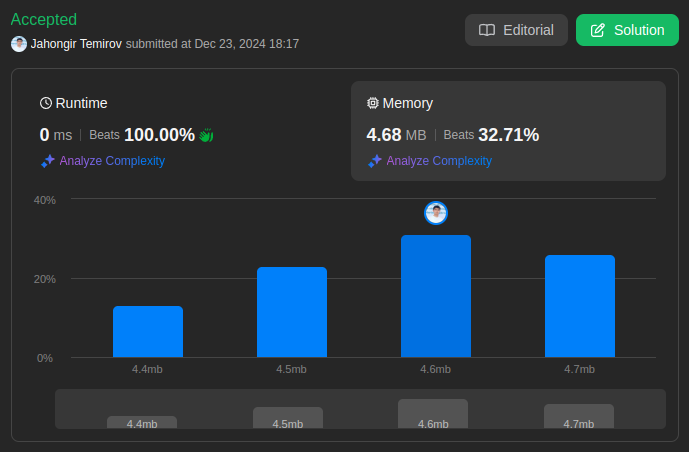 Accepted
Jahongir Temirov submitted at Dec 23, 2024 18:17
Editorial
Solution
Runtime
0 ms | Beats 100.00%
Analyze Complexity
Memory
4.68 MB | Beats 32.71%
Analyze Complexity
40%
20%
0%
4.4mb 4.5mb 4.6mb 4.7mb
4.4mb 4.5mb 4.6mb 4.7mb